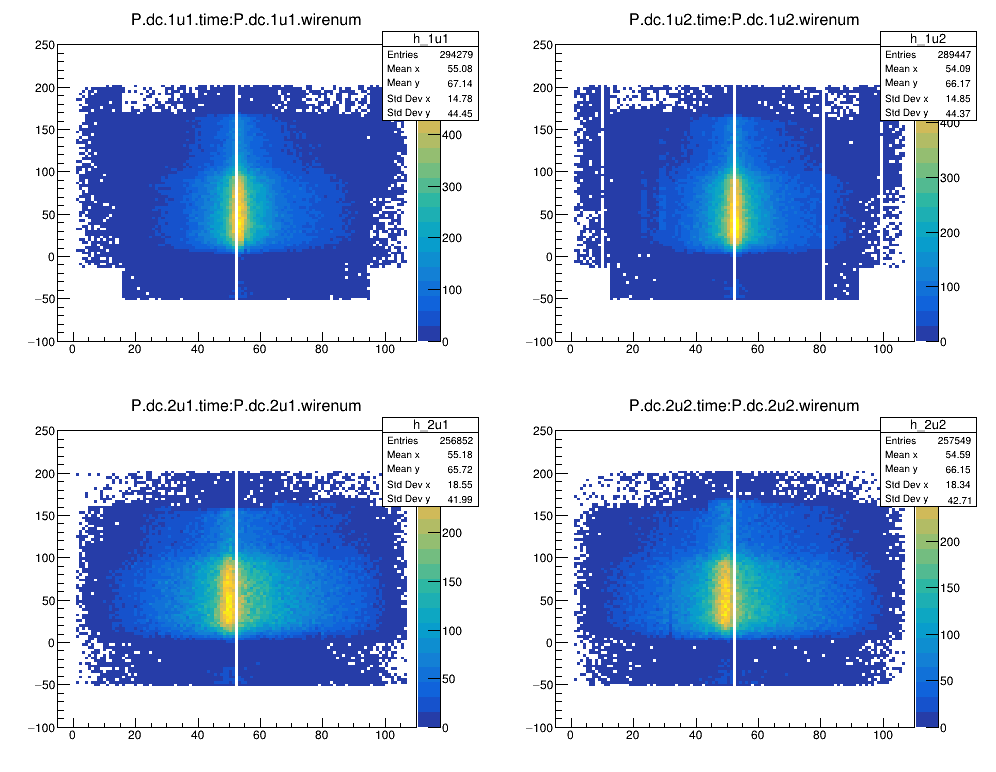 P.dc.1u1.time:P.dc.1u1.wirenum
h_1u1
Entries 294279
Mean x 55.08
Mean y 67.14
Std Dev x 14.78
Std Dev y 44.45
250
200
150
100
50
0
−50
−100
0 20 40 60 80 100
400
300
200
100
0
P.dc.1u2.time:P.dc.1u2.wirenum
h_1u2
Entries 289447
Mean x 54.09
Mean y 66.17
Std Dev x 14.85
Std Dev y 44.37
250
200
150
100
50
0
−50
−100
0 20 40 60 80 100
400
300
200
100
0
P.dc.2u1.time:P.dc.2u1.wirenum
h_2u1
Entries 256852
Mean x 55.18
Mean y 65.72
Std Dev x 18.55
Std Dev y 41.99
250
200
150
100
50
0
−50
−100
0 20 40 60 80 100
200
150
100
50
0
P.dc.2u2.time:P.dc.2u2.wirenum
h_2u2
Entries 257549
Mean x 54.59
Mean y 66.15
Std Dev x 18.34
Std Dev y 42.71
250
200
150
100
50
0
−50
−100
0 20 40 60 80 100
200
150
100
50
0